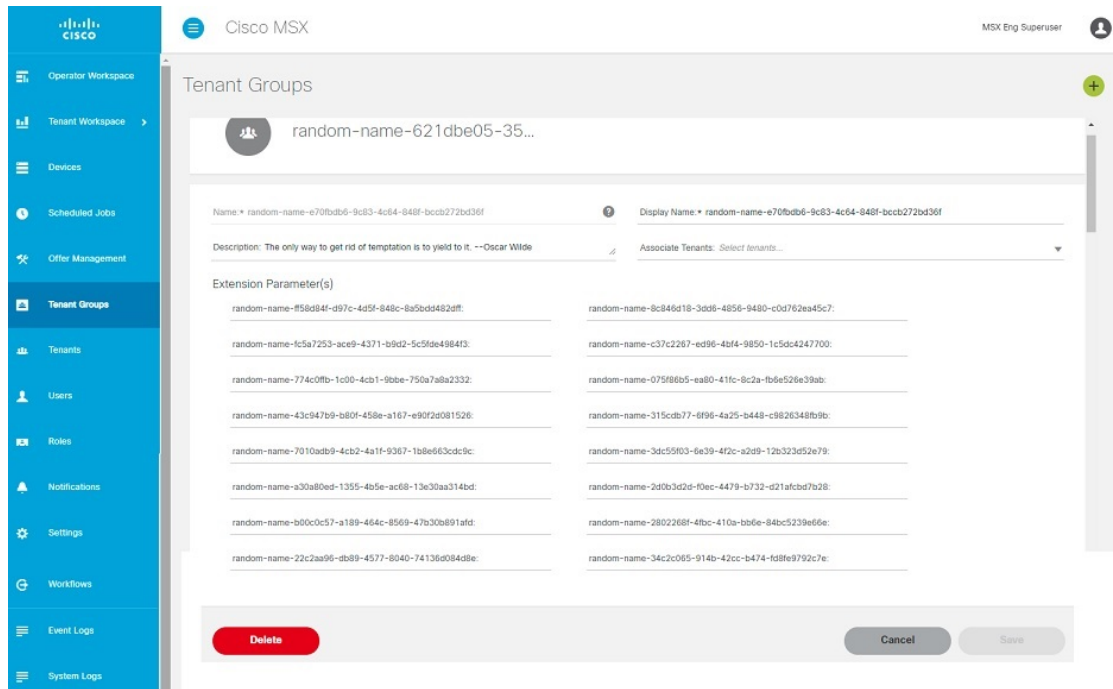 CISCO
Cisco MSX
MSX Eng Superuser
Operator Workspace
Tenant Workspace >
Devices
Scheduled Jobs
Offer Management
Tenant Groups
Tenants
Users
Roles
Notifications
Settings
Workflows
Event Logs
System Logs
Tenant Groups
random-name-621dbe05-35...
Name:* random-name-e70fbdb6-9c83-4c64-848f-bccb272bd36f
Display Name:* random-name-e70fbdb6-9c83-4c64-848f-bccb272bd36f
Description: The only way to get rid of temptation is to yield to it. --Oscar Wilde
Associate Tenants: Select tenants...
Extension Parameter(s)
random-name-ff58d84f-d97c-4d5f-848c-8a5bdd482dff:
random-name-8c846d18-3dd6-4856-9480-c0d762ea45c7:
random-name-fc5a7253-ace9-4371-b9d2-5c5fde4984f3:
random-name-c37c2267-ed96-4bf4-9850-1c5dc4247700:
random-name-774c0ffb-1c00-4cb1-9bbe-750a7a8a2332:
random-name-075f86b5-ea80-41fc-8c2a-fb6e526e39ab:
random-name-43c947b9-b80f-458e-a167-e90f2d081526:
random-name-315cdb77-6f96-4a25-b448-c9826348fb9b:
random-name-7010adb9-4cb2-4a1f-9367-1b8e663cdc9c:
random-name-3dc55f03-6e39-4f2c-a2d9-12b323d52e79:
random-name-a30a80ed-1355-4b5e-ac68-13e30aa314bd:
random-name-2d0b3d2d-f0ec-4479-b732-d21afcbd7b28:
random-name-b00c0c57-a189-464c-8569-47b30b891afd:
random-name-2802268f-4fbc-410a-bb6e-84bc5239e66e:
random-name-22c2aa96-db89-4577-8040-74136d084d8e:
random-name-34c2c065-914b-42cc-b474-fd8fe9792c7e:
Delete
Cancel
Save